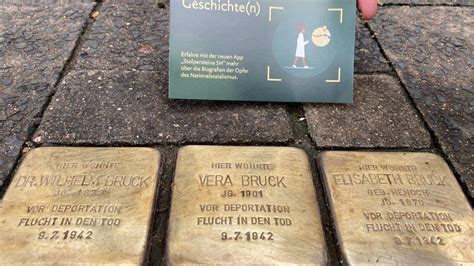 Geschichte(n)
Erfahre mit der neuen App
„Stolpersteine SH" mehr
über die Biografien der Opfer
des Nationalsozialismus.
HIER WOHNTE
DR. WILHELM BRUCK
JG.
VOR DEPORTATION
FLUCHT IN DEN TOD
9.7.1942
HIER WOHNTE
VERA BRUCK
JG. 1901
VOR DEPORTATION
FLUCHT IN DEN TOD
9.7.1942
HIER WOHNTE
ELISABETH BRUCK
GEB.
JG.
VOR DEPORTATION
FLUCHT IN DEN TOD
9.7.1942